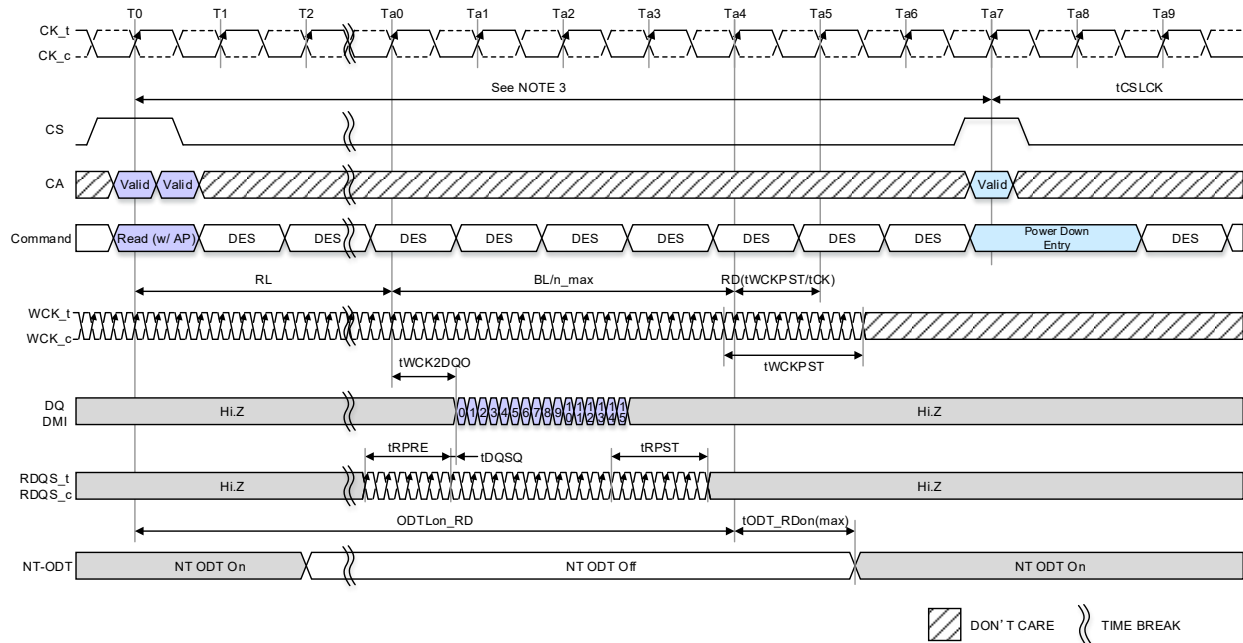 T0 T1 T2 Ta0 Ta1 Ta2 Ta3 Ta4 Ta5 Ta6 Ta7 Ta8 Ta9
CK_t
CK_c
See NOTE 3 tCSLCK
CS
CA Valid Valid Valid
Command Read (w/ AP) DES DES DES DES DES DES DES DES DES Power Down Entry DES
RL BL/n_max RD(tWCKPST/tCK)
WCK_t
WCK_c
tWCK2DQO tWCKPST
DQ
DMI
Hi.Z 0 1 2 3 4 5 6 7 8 9 10 11 12 13 14 15 Hi.Z
tRPRE tDQSQ tRPST
RDQS_t
RDQS_c
Hi.Z Hi.Z
ODTLon_RD tODT_RDon(max)
NT-ODT NT ODT On NT ODT Off NT ODT On
DON'T CARE TIME BREAK